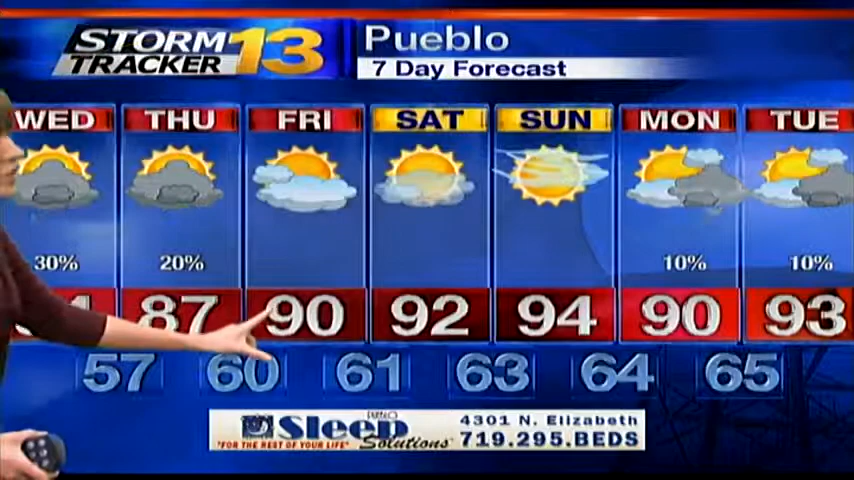 STORM TRACKER 13
Pueblo
7 Day Forecast
WED THU FRI SAT SUN MON TUE
30% 20% 10% 10%
87 90 92 94 90 93
57 60 61 63 64 65
PUEBLO
Sleep
Solutions
"FOR THE REST OF YOUR LIFE"
4301 N. Elizabeth
719.295.BEDS